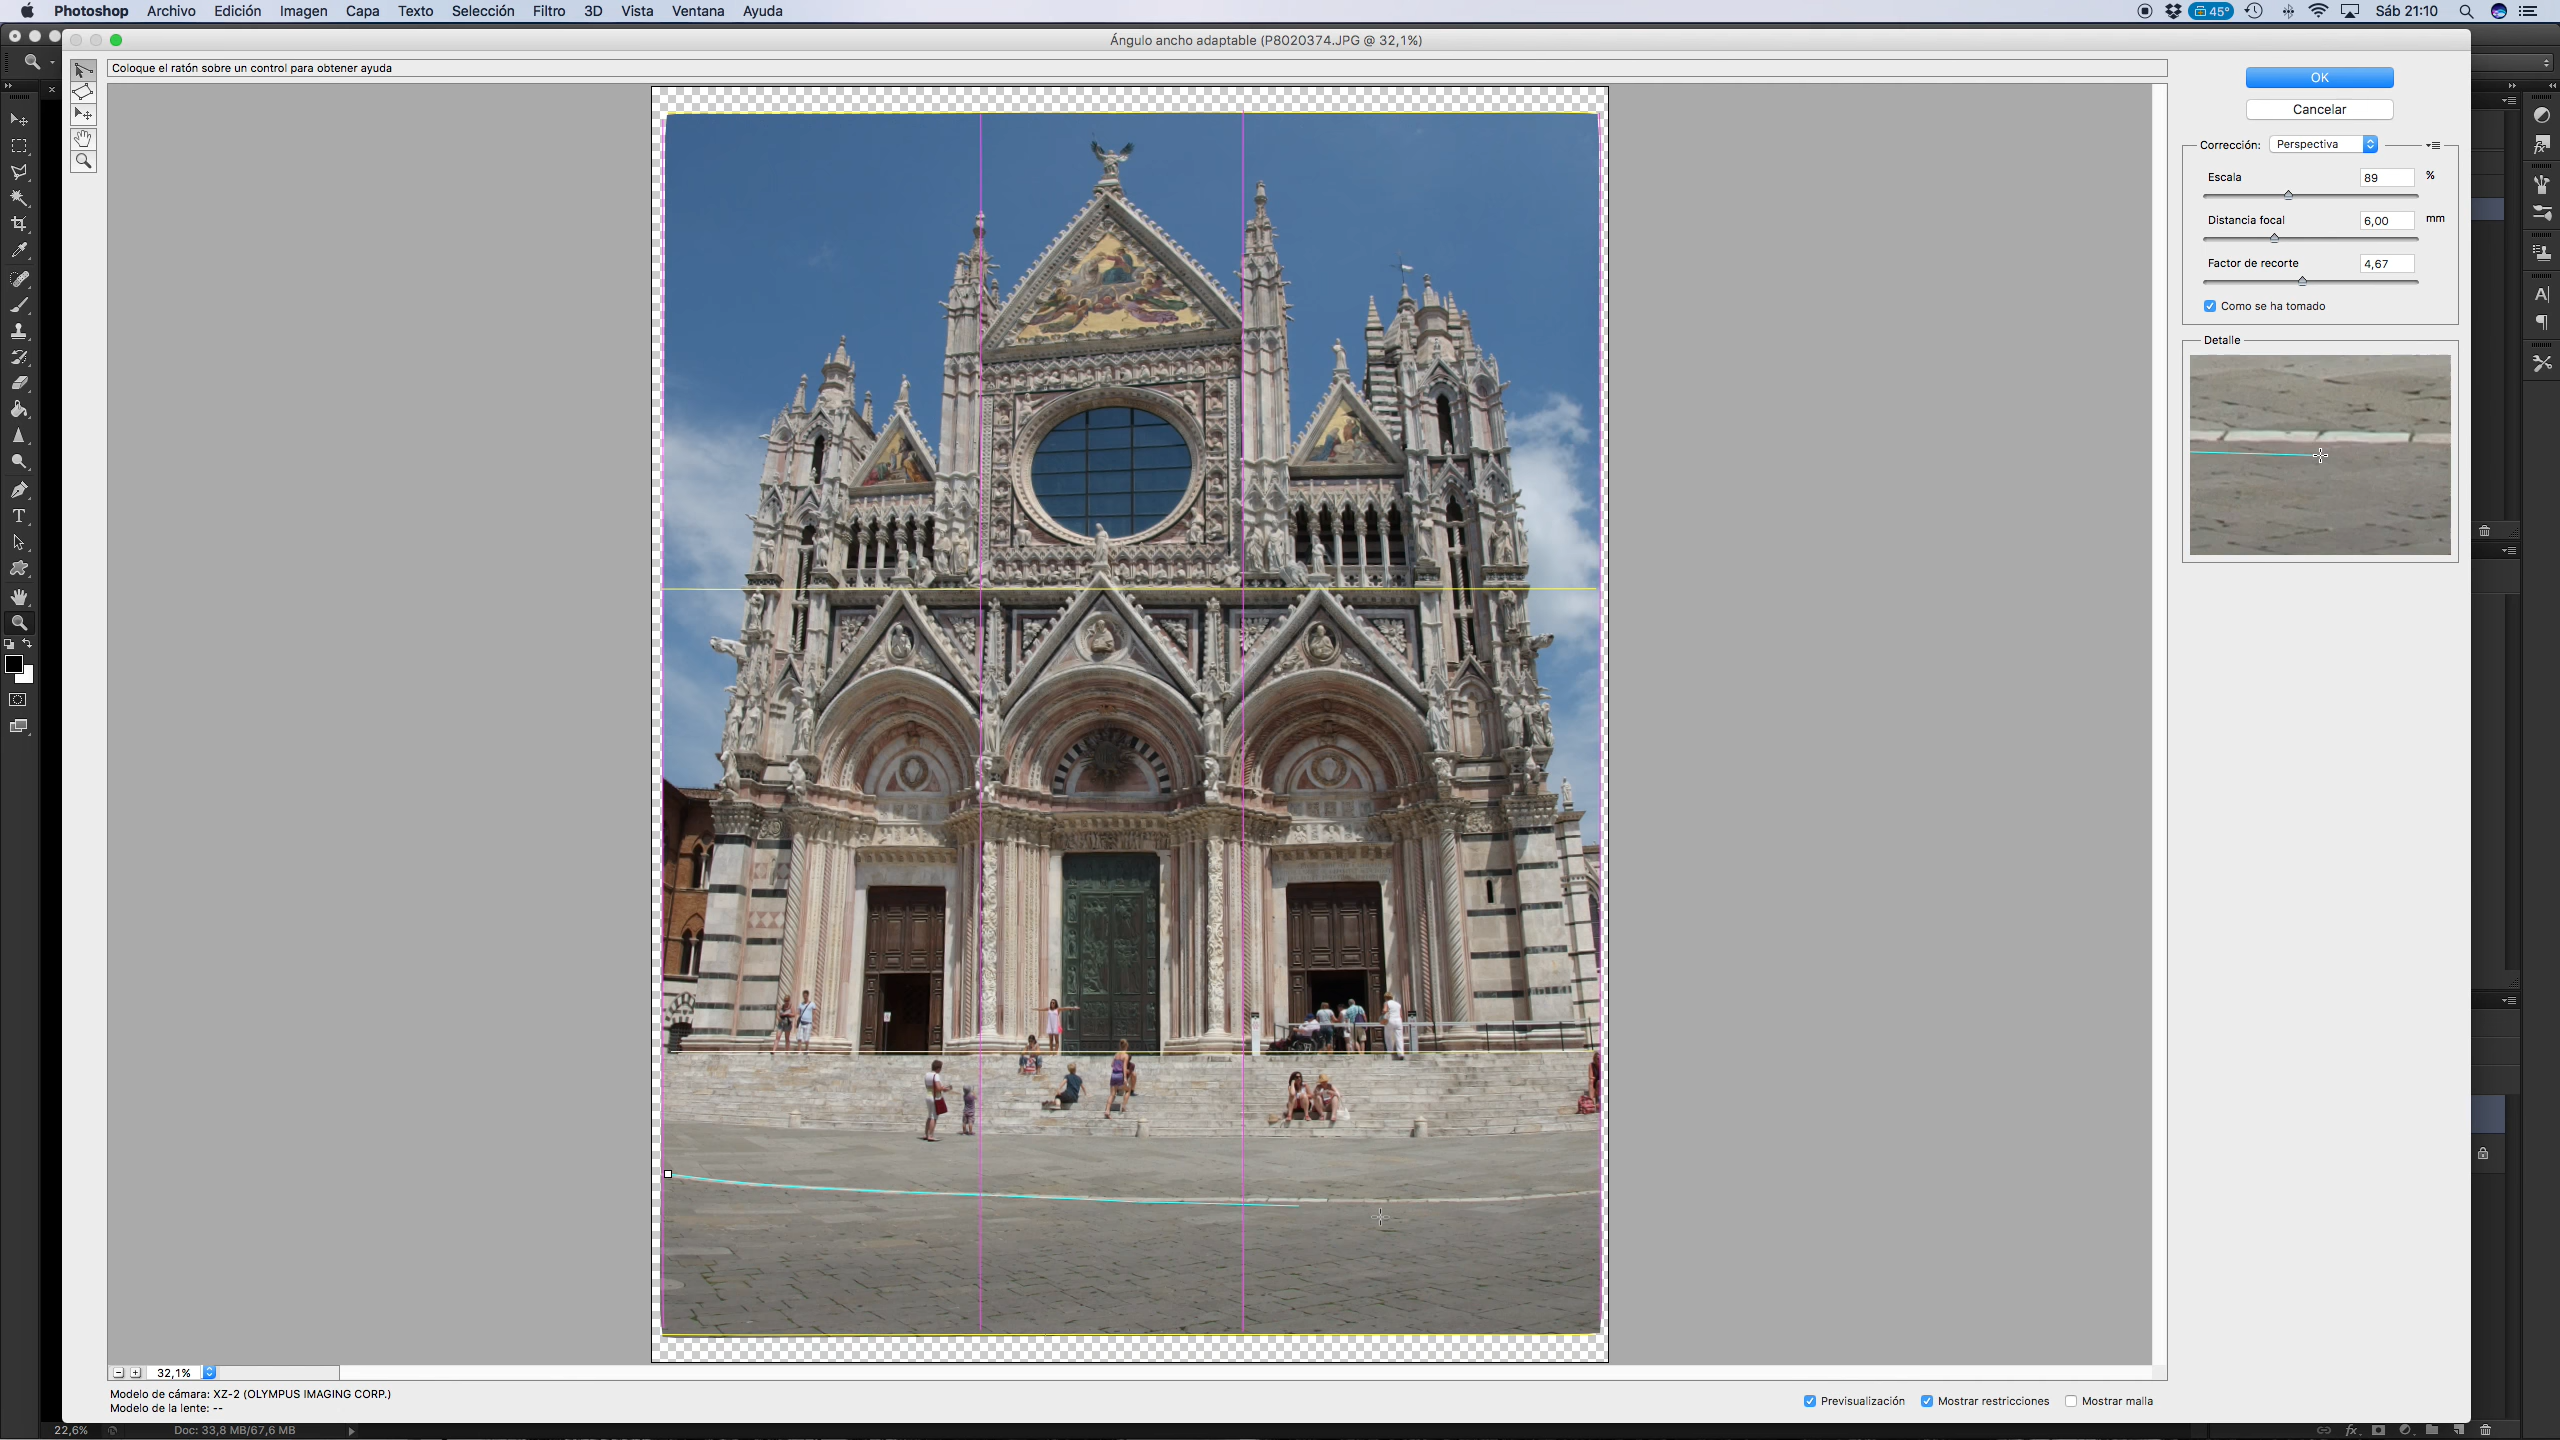 Photoshop Archivo Edición Imagen Capa Texto Selección Filtro 3D Vista Ventana Ayuda 45° Sáb 21:10
Ángulo ancho adaptable (P8020374.JPG @ 32,1%)
Coloque el ratón sobre un control para obtener ayuda
OK
Cancelar
Corrección: Perspectiva
Escala 89 %
Distancia focal 6,00 mm
Factor de recorte 4,67
Como se ha tomado
Detalle
32,1%
Modelo de cámara: XZ-2 (OLYMPUS IMAGING CORP.)
Modelo de la lente: --
Previsualización Mostrar restricciones Mostrar malla
22,6% Doc: 33,8 MB/67,6 MB